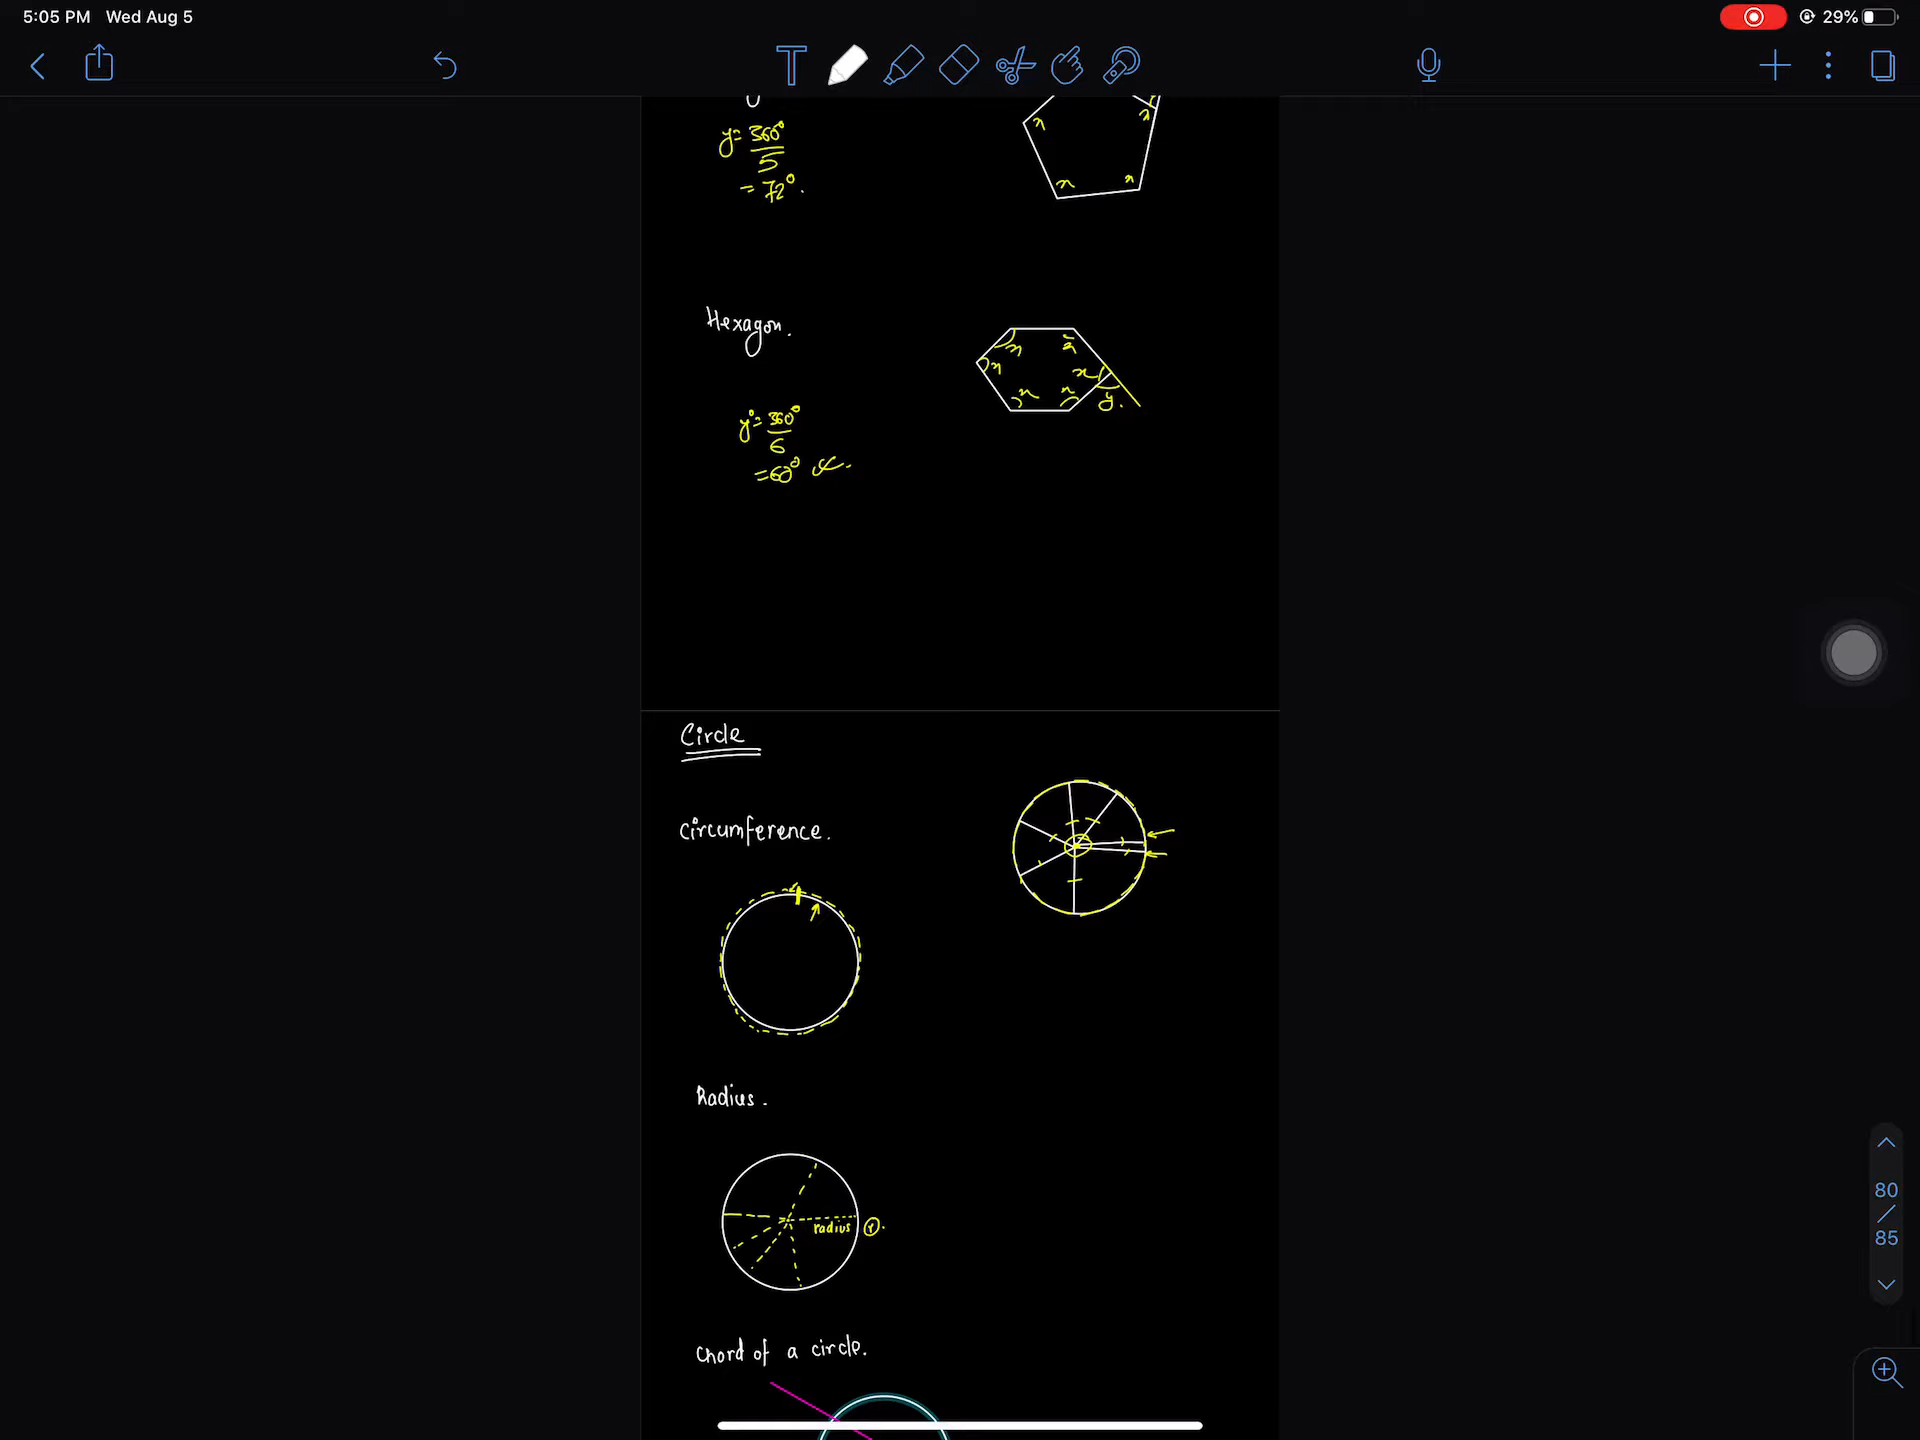 5:05 PM Wed Aug 5
29%
y = 360°
5
= 72°.
x
x
x
x
Hexagon.
x
x
x
x
x
x
y.
y° = 360°
6
= 60°
Circle
Circumference.
Radius.
radius (r).
Chord of a circle.
80
/
85